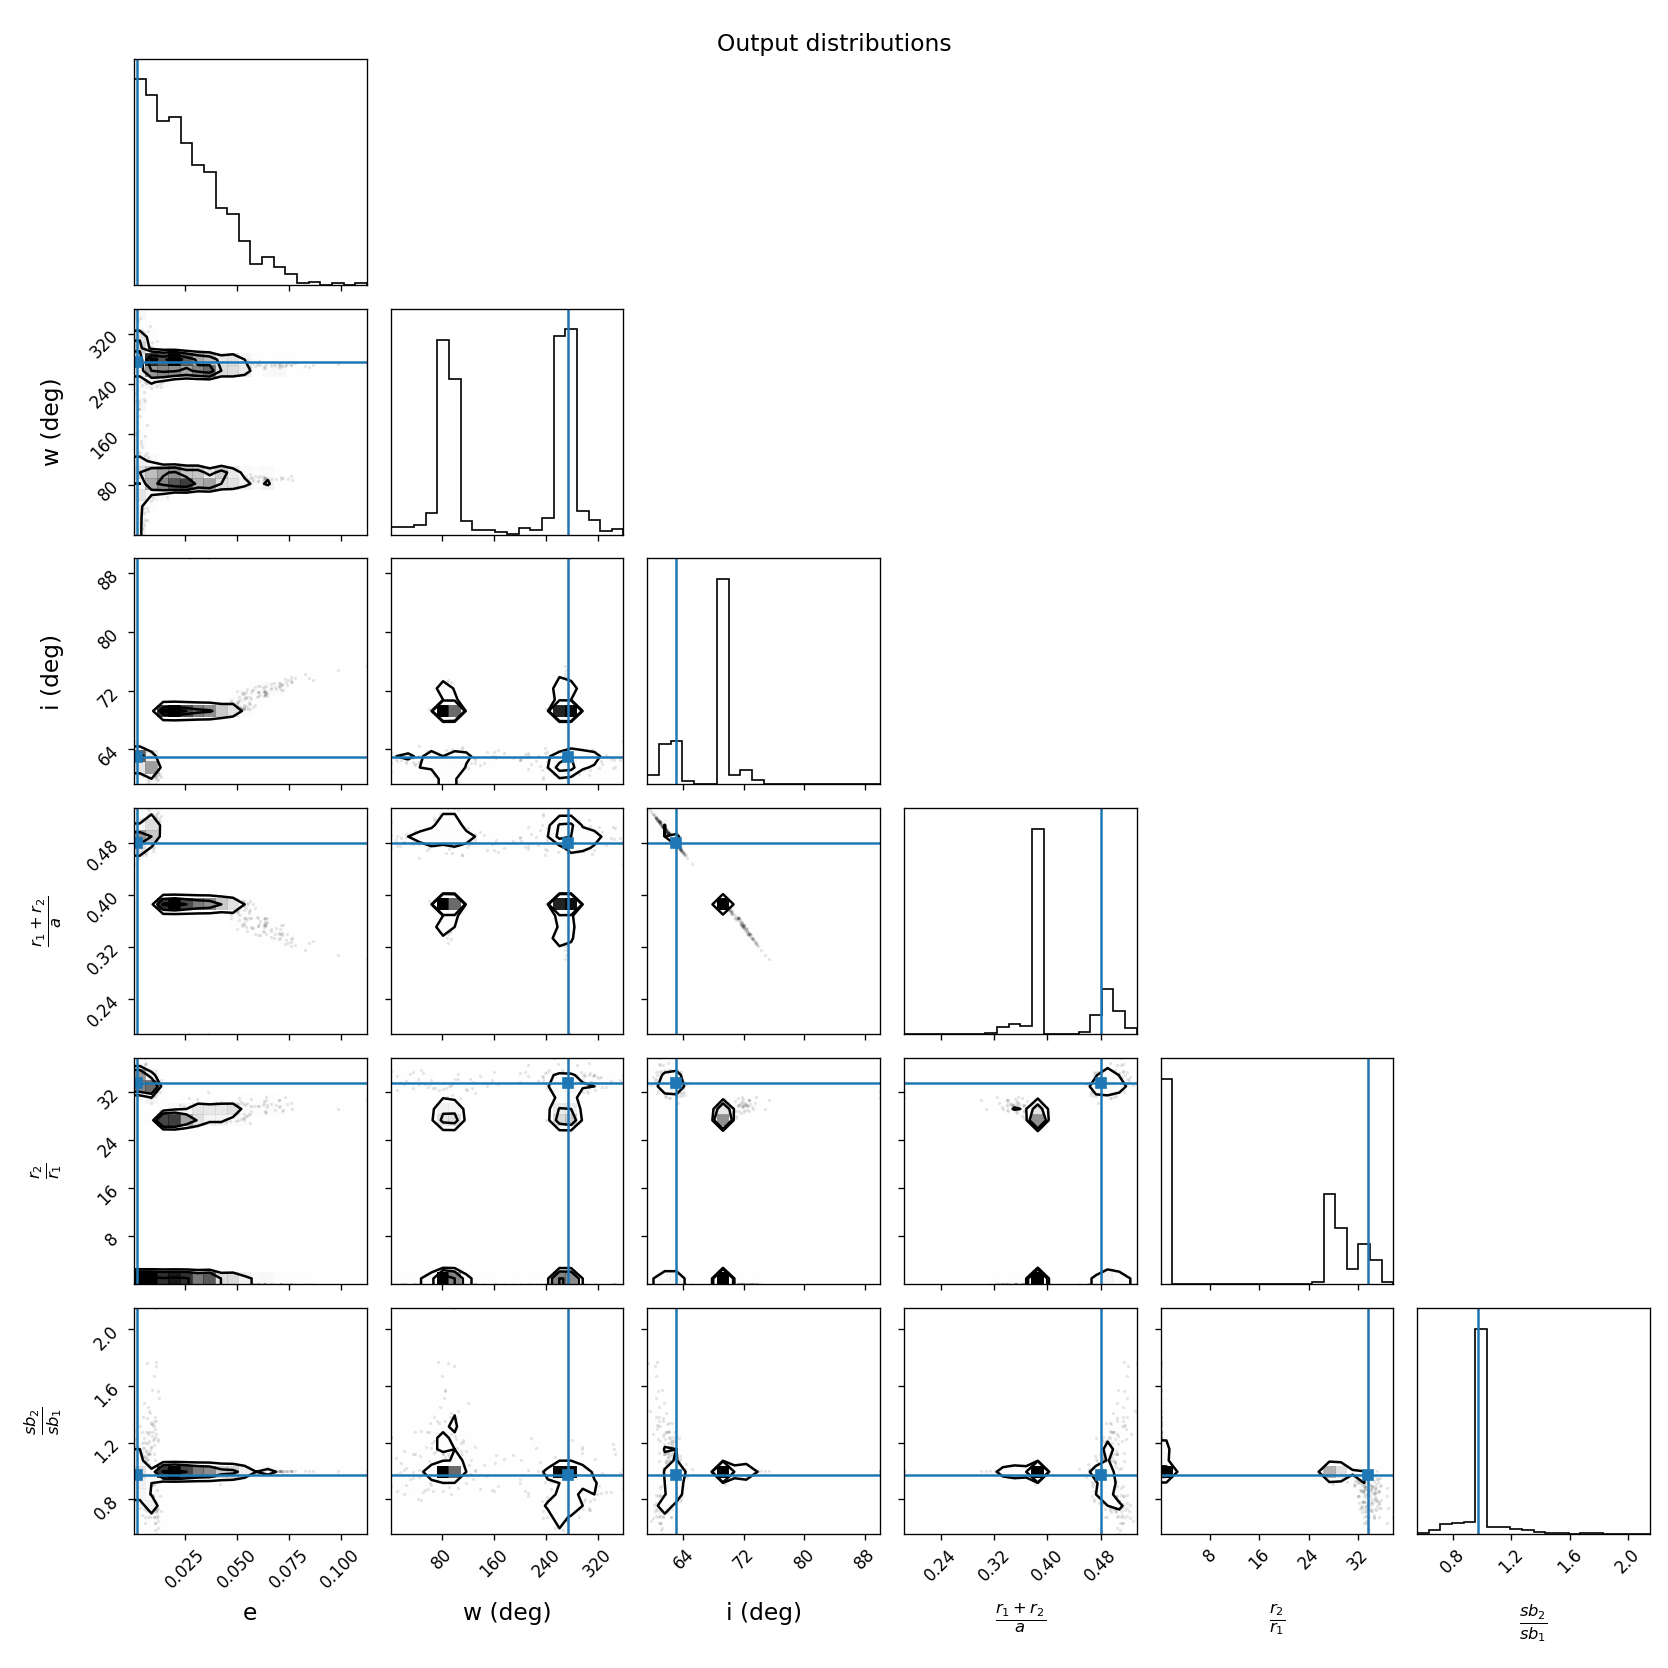 Output distributions
w (deg)
320
240
160
80
i (deg)
88
80
72
64
r₁ + r₂
a
0.48
0.40
0.32
0.24
r₂
r₁
32
24
16
8
sb₂
sb₁
2.0
1.6
1.2
0.8
0.025 0.050 0.075 0.100 80 160 240 320 64 72 80 88 0.24 0.32 0.40 0.48 8 16 24 32 0.8 1.2 1.6 2.0
e w (deg) i (deg) r₁ + r₂ r₂ sb₂
a r₁ sb₁